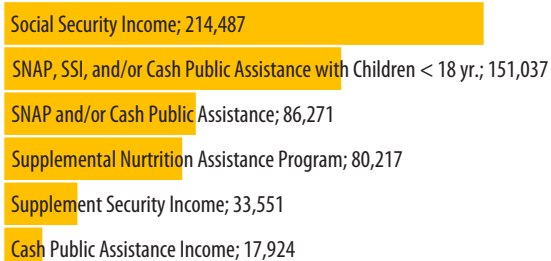 Social Security Income; 214,487
SNAP, SSI, and/or Cash Public Assistance with Children < 18 yr.; 151,037
SNAP and/or Cash Public Assistance; 86,271
Supplemental Nurtrition Assistance Program; 80,217
Supplement Security Income; 33,551
Cash Public Assistance Income; 17,924